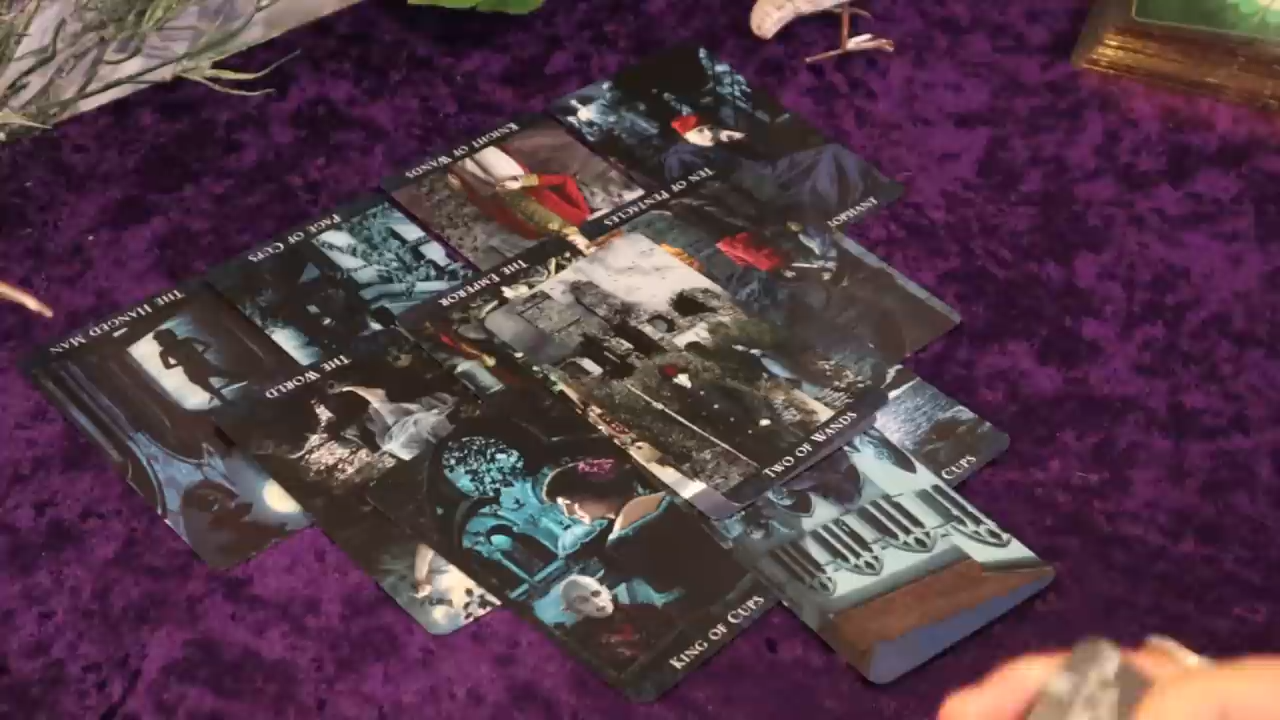 KNIGHT OF WANDS
TEN OF PENTACLES
PAGE OF CUPS
THE EMPEROR
THE HANGED MAN
THE WORLD
TWO OF WANDS
CUPS
KING OF CUPS